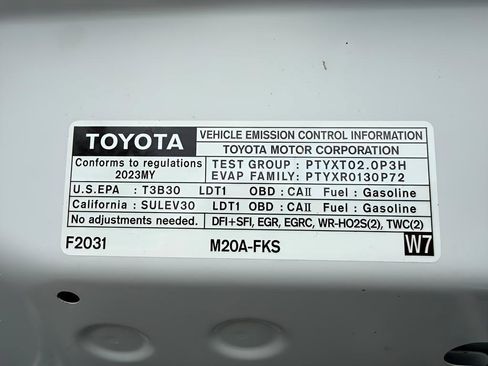 TOYOTA
VEHICLE EMISSION CONTROL INFORMATION
TOYOTA MOTOR CORPORATION
Conforms to regulations
2023MY
TEST GROUP : PTYXT02.0P3H
EVAP FAMILY: PTYXR0130P72
U.S.EPA : T3B30 LDT1 OBD : CAII Fuel : Gasoline
California : SULEV30 LDT1 OBD : CAII Fuel : Gasoline
No adjustments needed. DFI+SFI, EGR, EGRC, WR-HO2S(2), TWC(2)
F2031 M20A-FKS W7